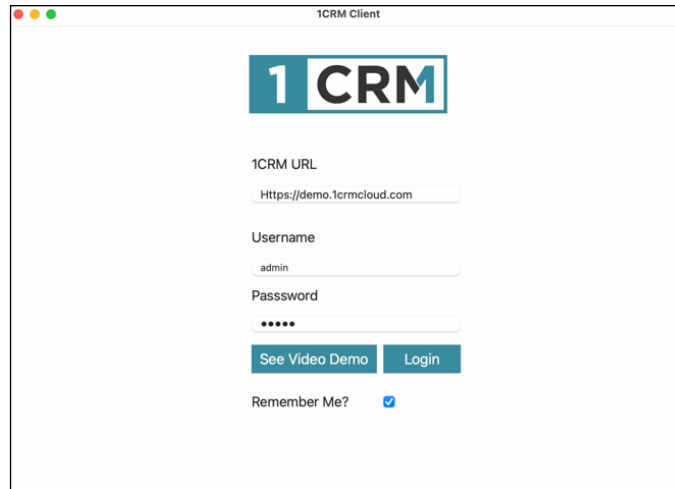 1CRM Client
1 CRM
1CRM URL
Https://demo.1crmcloud.com
Username
admin
Passsword
•••••
See Video Demo Login
Remember Me?